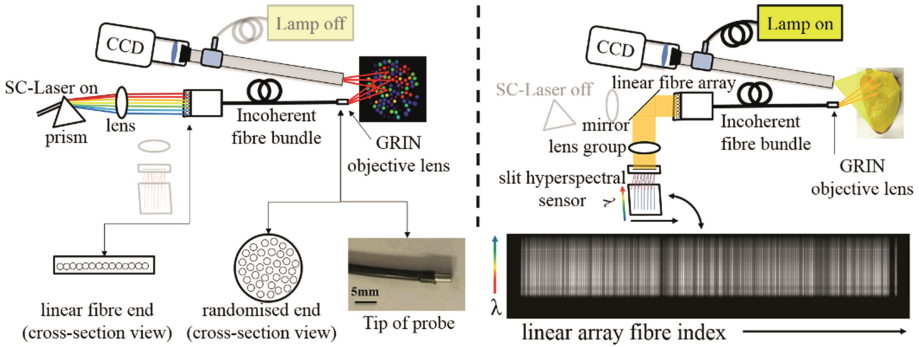 Lamp off
CCD
SC-Laser on
prism
lens
Incoherent
fibre bundle
GRIN
objective lens
linear fibre end
(cross-section view)
randomised end
(cross-section view)
5mm
Tip of probe
Lamp on
CCD
SC-Laser off
linear fibre array
mirror
lens group
Incoherent
fibre bundle
GRIN
objective lens
slit hyperspectral
sensor
λ
λ
linear array fibre index